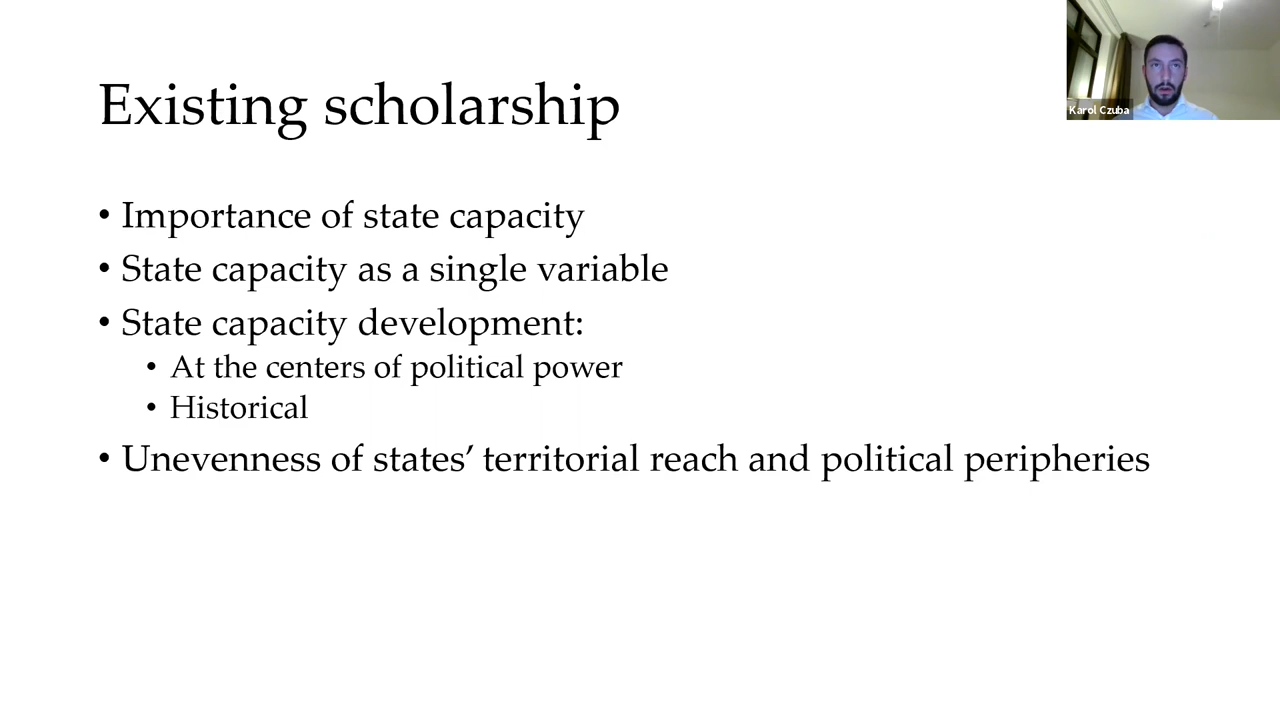 Existing scholarship
Karol Czuba
• Importance of state capacity
• State capacity as a single variable
• State capacity development:
• At the centers of political power
• Historical
• Unevenness of states’ territorial reach and political peripheries